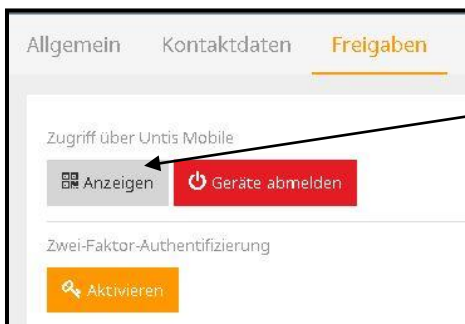 Allgemein Kontaktdaten Freigaben
Zugriff über Untis Mobile
Anzeigen Geräte abmelden
Zwei-Faktor-Authentifizierung
Aktivieren